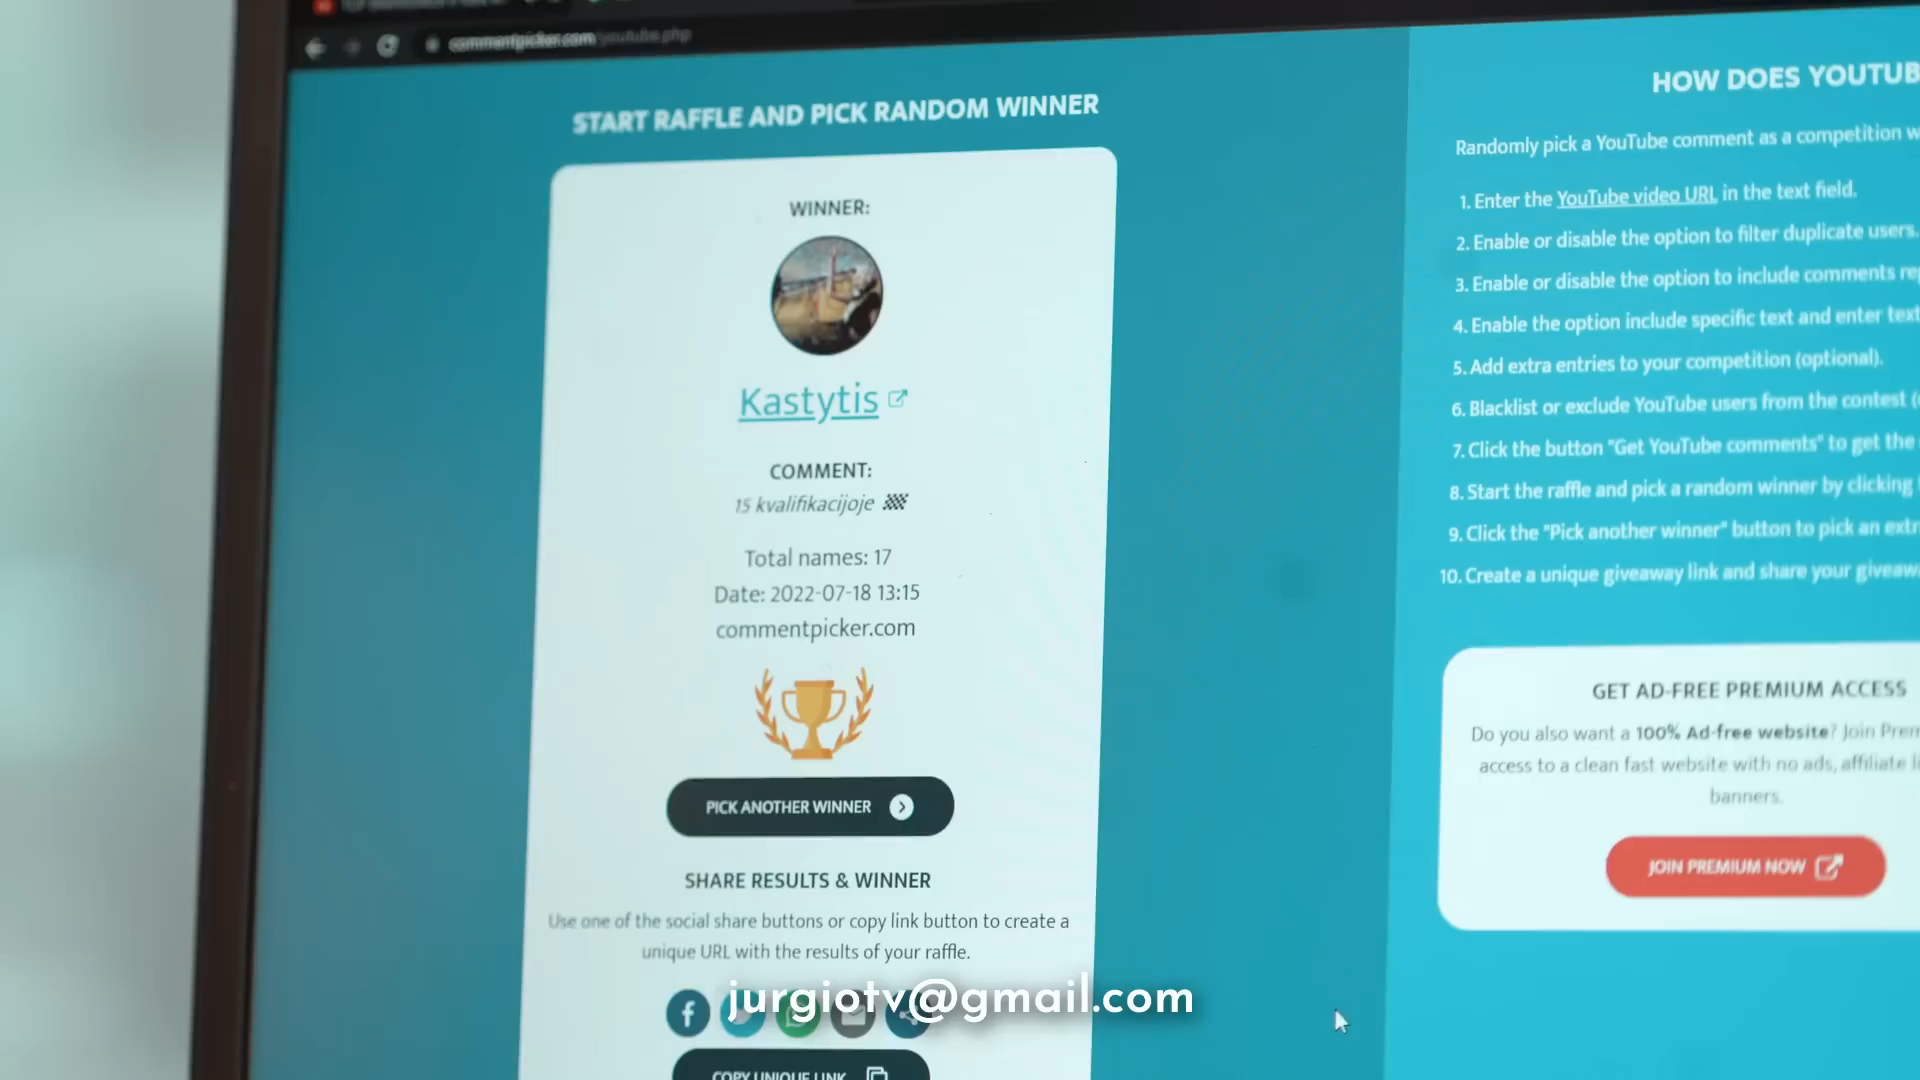 commentpicker.com/youtube.php
START RAFFLE AND PICK RANDOM WINNER
WINNER:
Kastytis
COMMENT:
15 kvalifikacijoje
Total names: 17
Date: 2022-07-18 13:15
commentpicker.com
PICK ANOTHER WINNER
SHARE RESULTS & WINNER
Use one of the social share buttons or copy link button to create a
unique URL with the results of your raffle.
jurgiotv@gmail.com
COPY UNIQUE LINK
HOW DOES
Randomly pick a YouTube comment as a competition
1. Enter the YouTube video URL in the text field.
2. Enable or disable the option to filter duplicate users.
3. Enable or disable the option to include comments
4. Enable the option include specific text and enter text
5. Add extra entries to your competition (optional).
6. Blacklist or exclude YouTube users from the contest
7. Click the button "Get YouTube comments" to get the
8. Start the raffle and pick a random winner by clicking
9. Click the "Pick another winner" button to pick an
10. Create a unique giveaway link and share your
GET AD-FREE PREMIUM ACCESS
Do you also want a 100% Ad-free website? Join
access to a clean fast website with no ads, affiliate
banners.
JOIN PREMIUM NOW